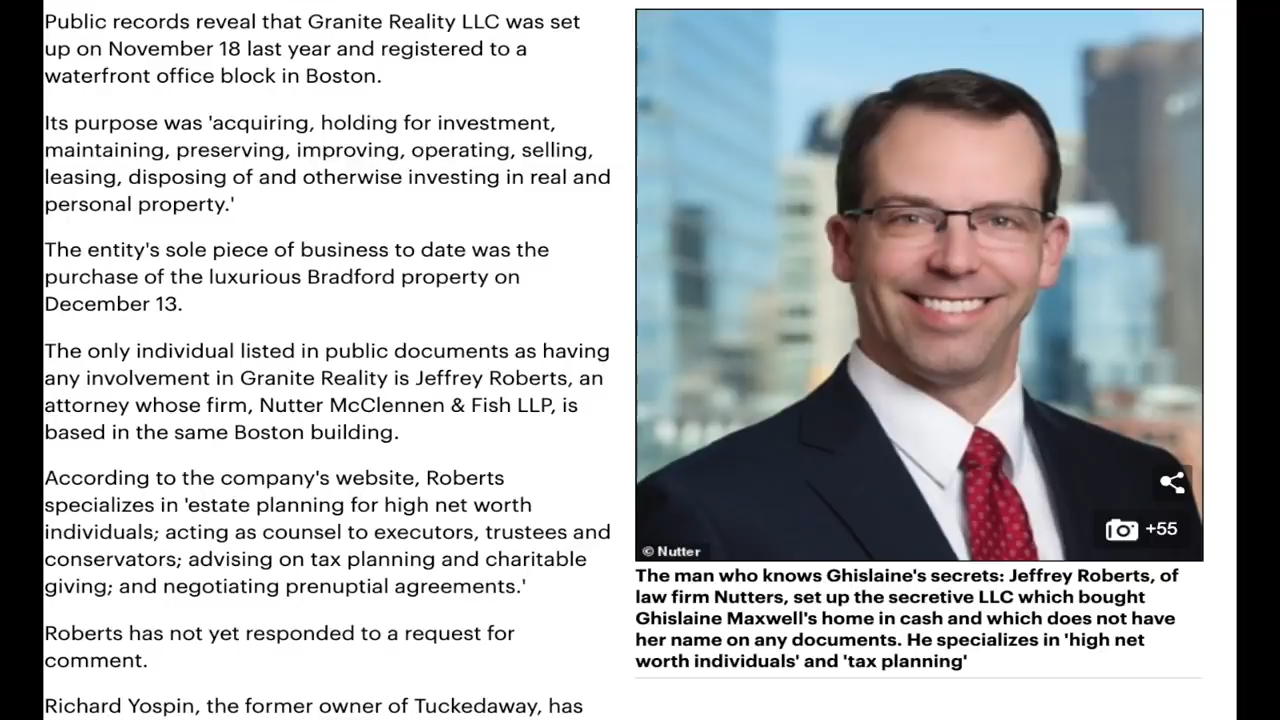 Public records reveal that Granite Reality LLC was set
up on November 18 last year and registered to a
waterfront office block in Boston.
Its purpose was 'acquiring, holding for investment,
maintaining, preserving, improving, operating, selling,
leasing, disposing of and otherwise investing in real and
personal property.'
The entity's sole piece of business to date was the
purchase of the luxurious Bradford property on
December 13.
The only individual listed in public documents as having
any involvement in Granite Reality is Jeffrey Roberts, an
attorney whose firm, Nutter McClennen & Fish LLP, is
based in the same Boston building.
According to the company's website, Roberts
specializes in 'estate planning for high net worth
individuals; acting as counsel to executors, trustees and
conservators; advising on tax planning and charitable
giving; and negotiating prenuptial agreements.'
Roberts has not yet responded to a request for
comment.
Richard Yospin, the former owner of Tuckedaway, has
+55
© Nutter
The man who knows Ghislaine's secrets: Jeffrey Roberts, of
law firm Nutters, set up the secretive LLC which bought
Ghislaine Maxwell's home in cash and which does not have
her name on any documents. He specializes in 'high net
worth individuals' and 'tax planning'